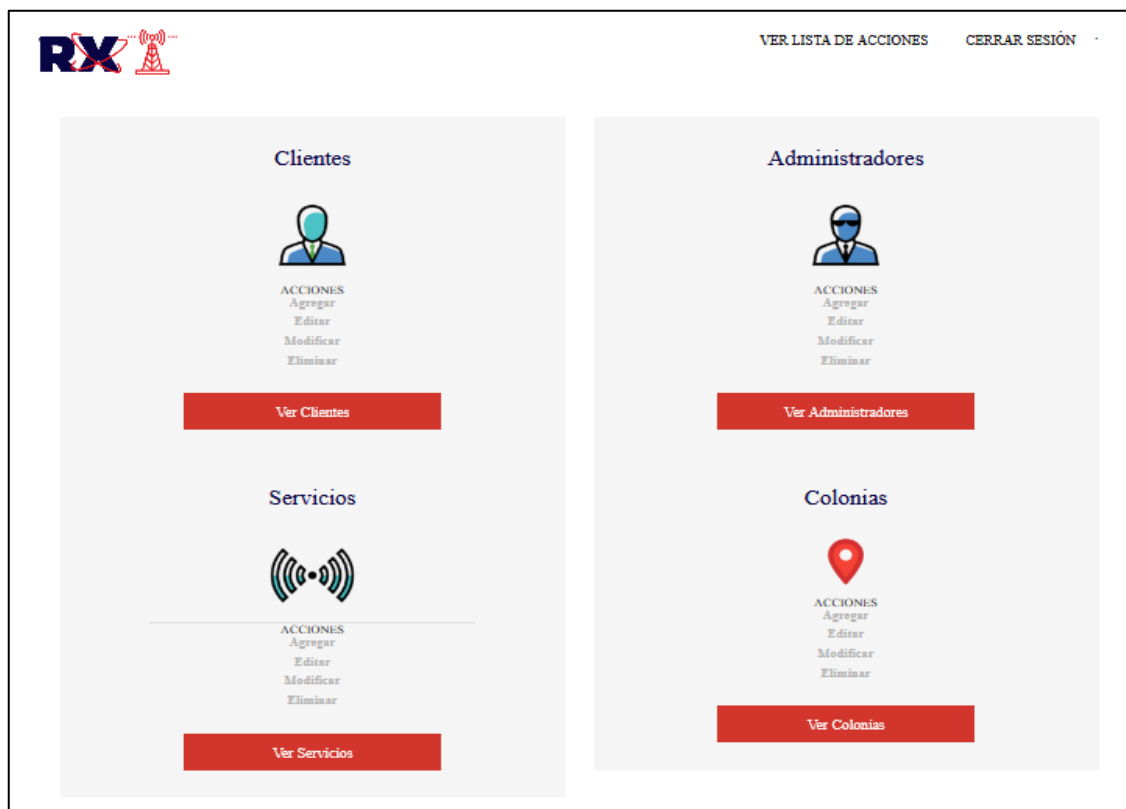 RX
VER LISTA DE ACCIONES
CERRAR SESIÓN
Clientes
ACCIONES
Agregar
Editar
Modificar
Eliminar
Ver Clientes
Servicios
ACCIONES
Agregar
Editar
Modificar
Eliminar
Ver Servicios
Administradores
ACCIONES
Agregar
Editar
Modificar
Eliminar
Ver Administradores
Colonias
ACCIONES
Agregar
Editar
Modificar
Eliminar
Ver Colonias